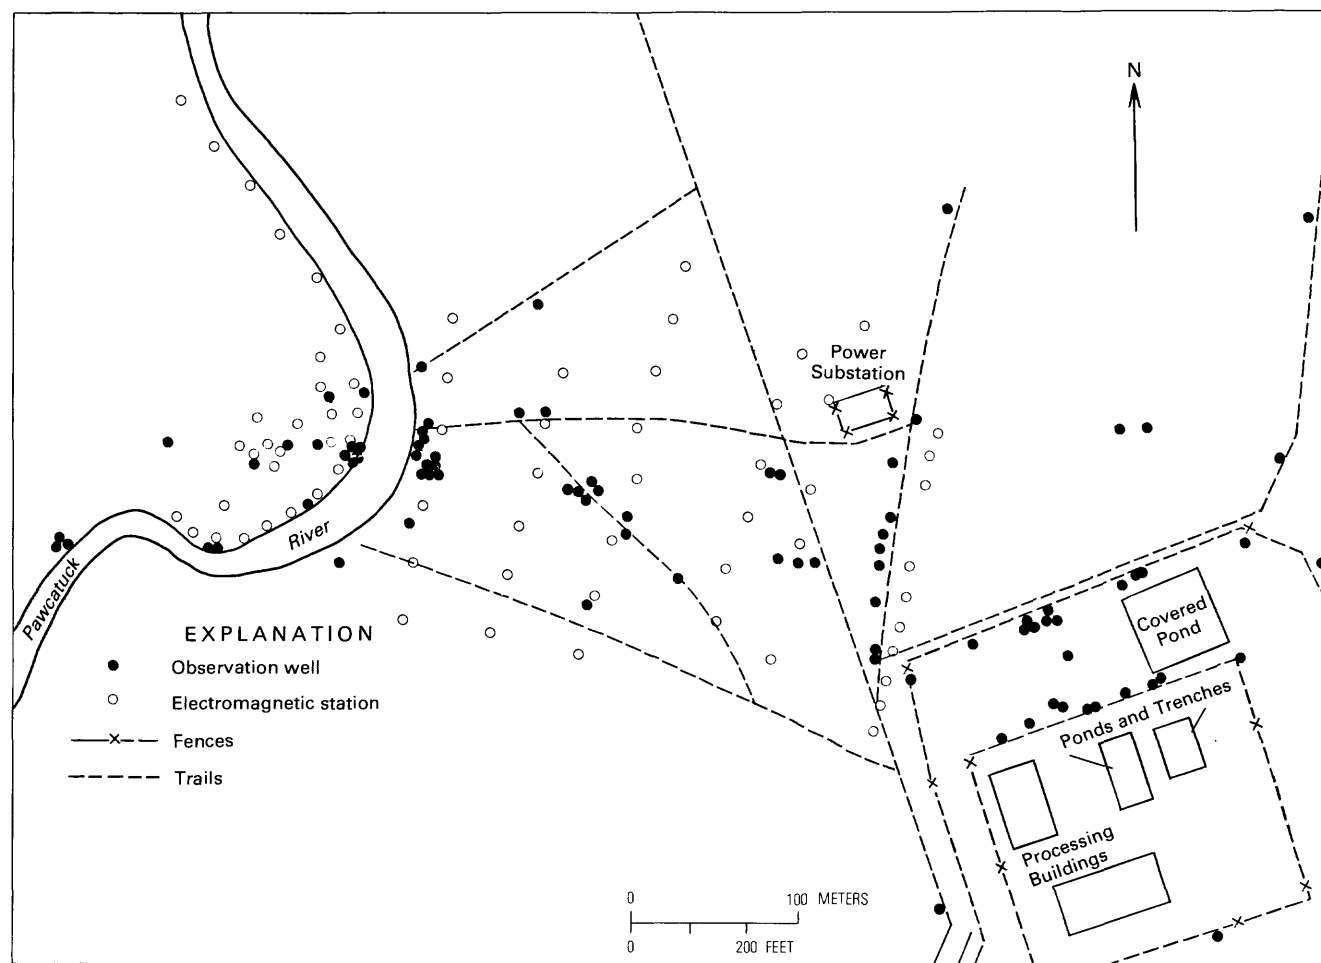 N
Power
Substation
Covered
Pond
River
Pawcatuck
EXPLANATION
Observation well
Electromagnetic station
Fences
Trails
Ponds and Trenches
Processing
Buildings
0 100 METERS
0 200 FEET